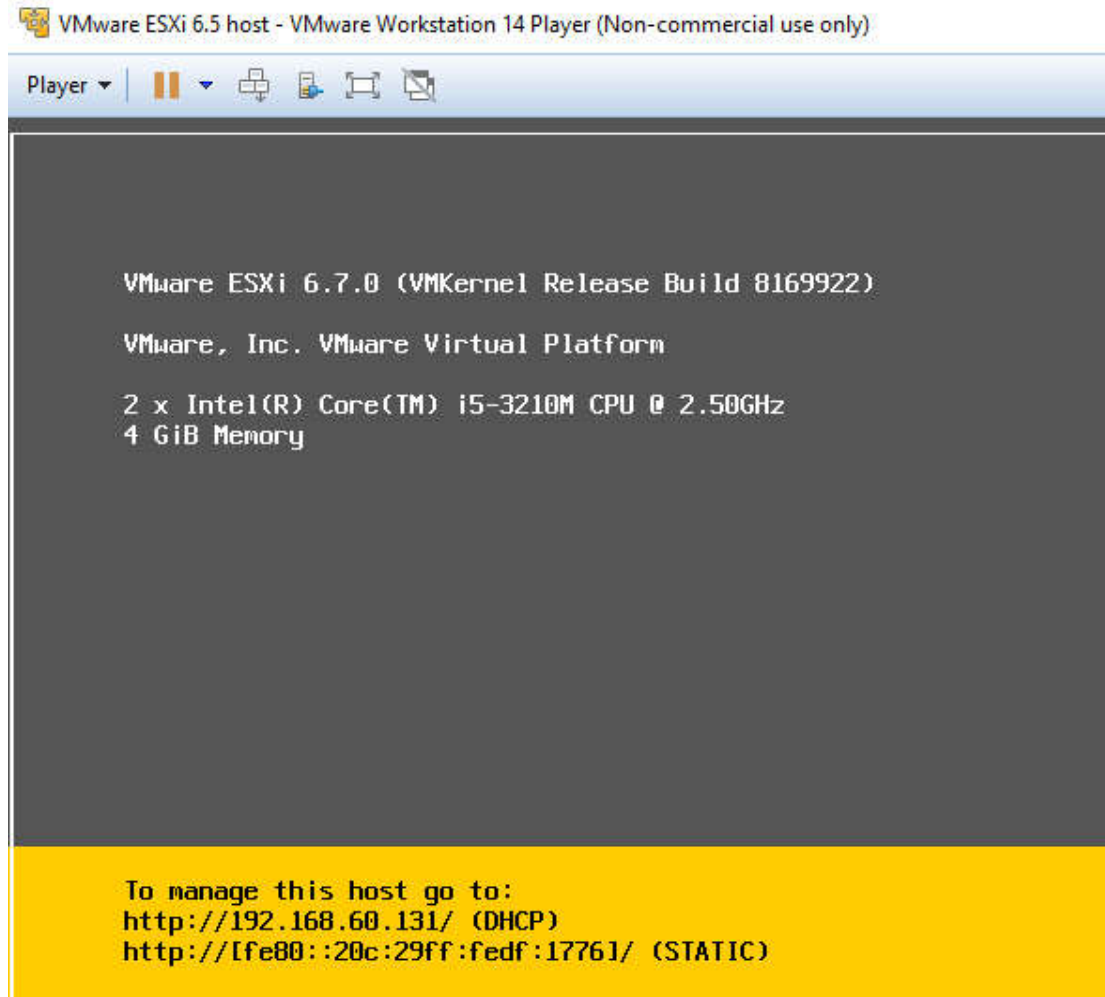 VMware ESXi 6.5 host - VMware Workstation 14 Player (Non-commercial use only)
Player
VMware ESXi 6.7.0 (VMKernel Release Build 8169922)
VMware, Inc. VMware Virtual Platform
2 x Intel(R) Core(TM) i5-3210M CPU @ 2.50GHz
4 GiB Memory
To manage this host go to:
http://192.168.60.131/ (DHCP)
http://[fe80::20c:29ff:fedf:1776]/ (STATIC)